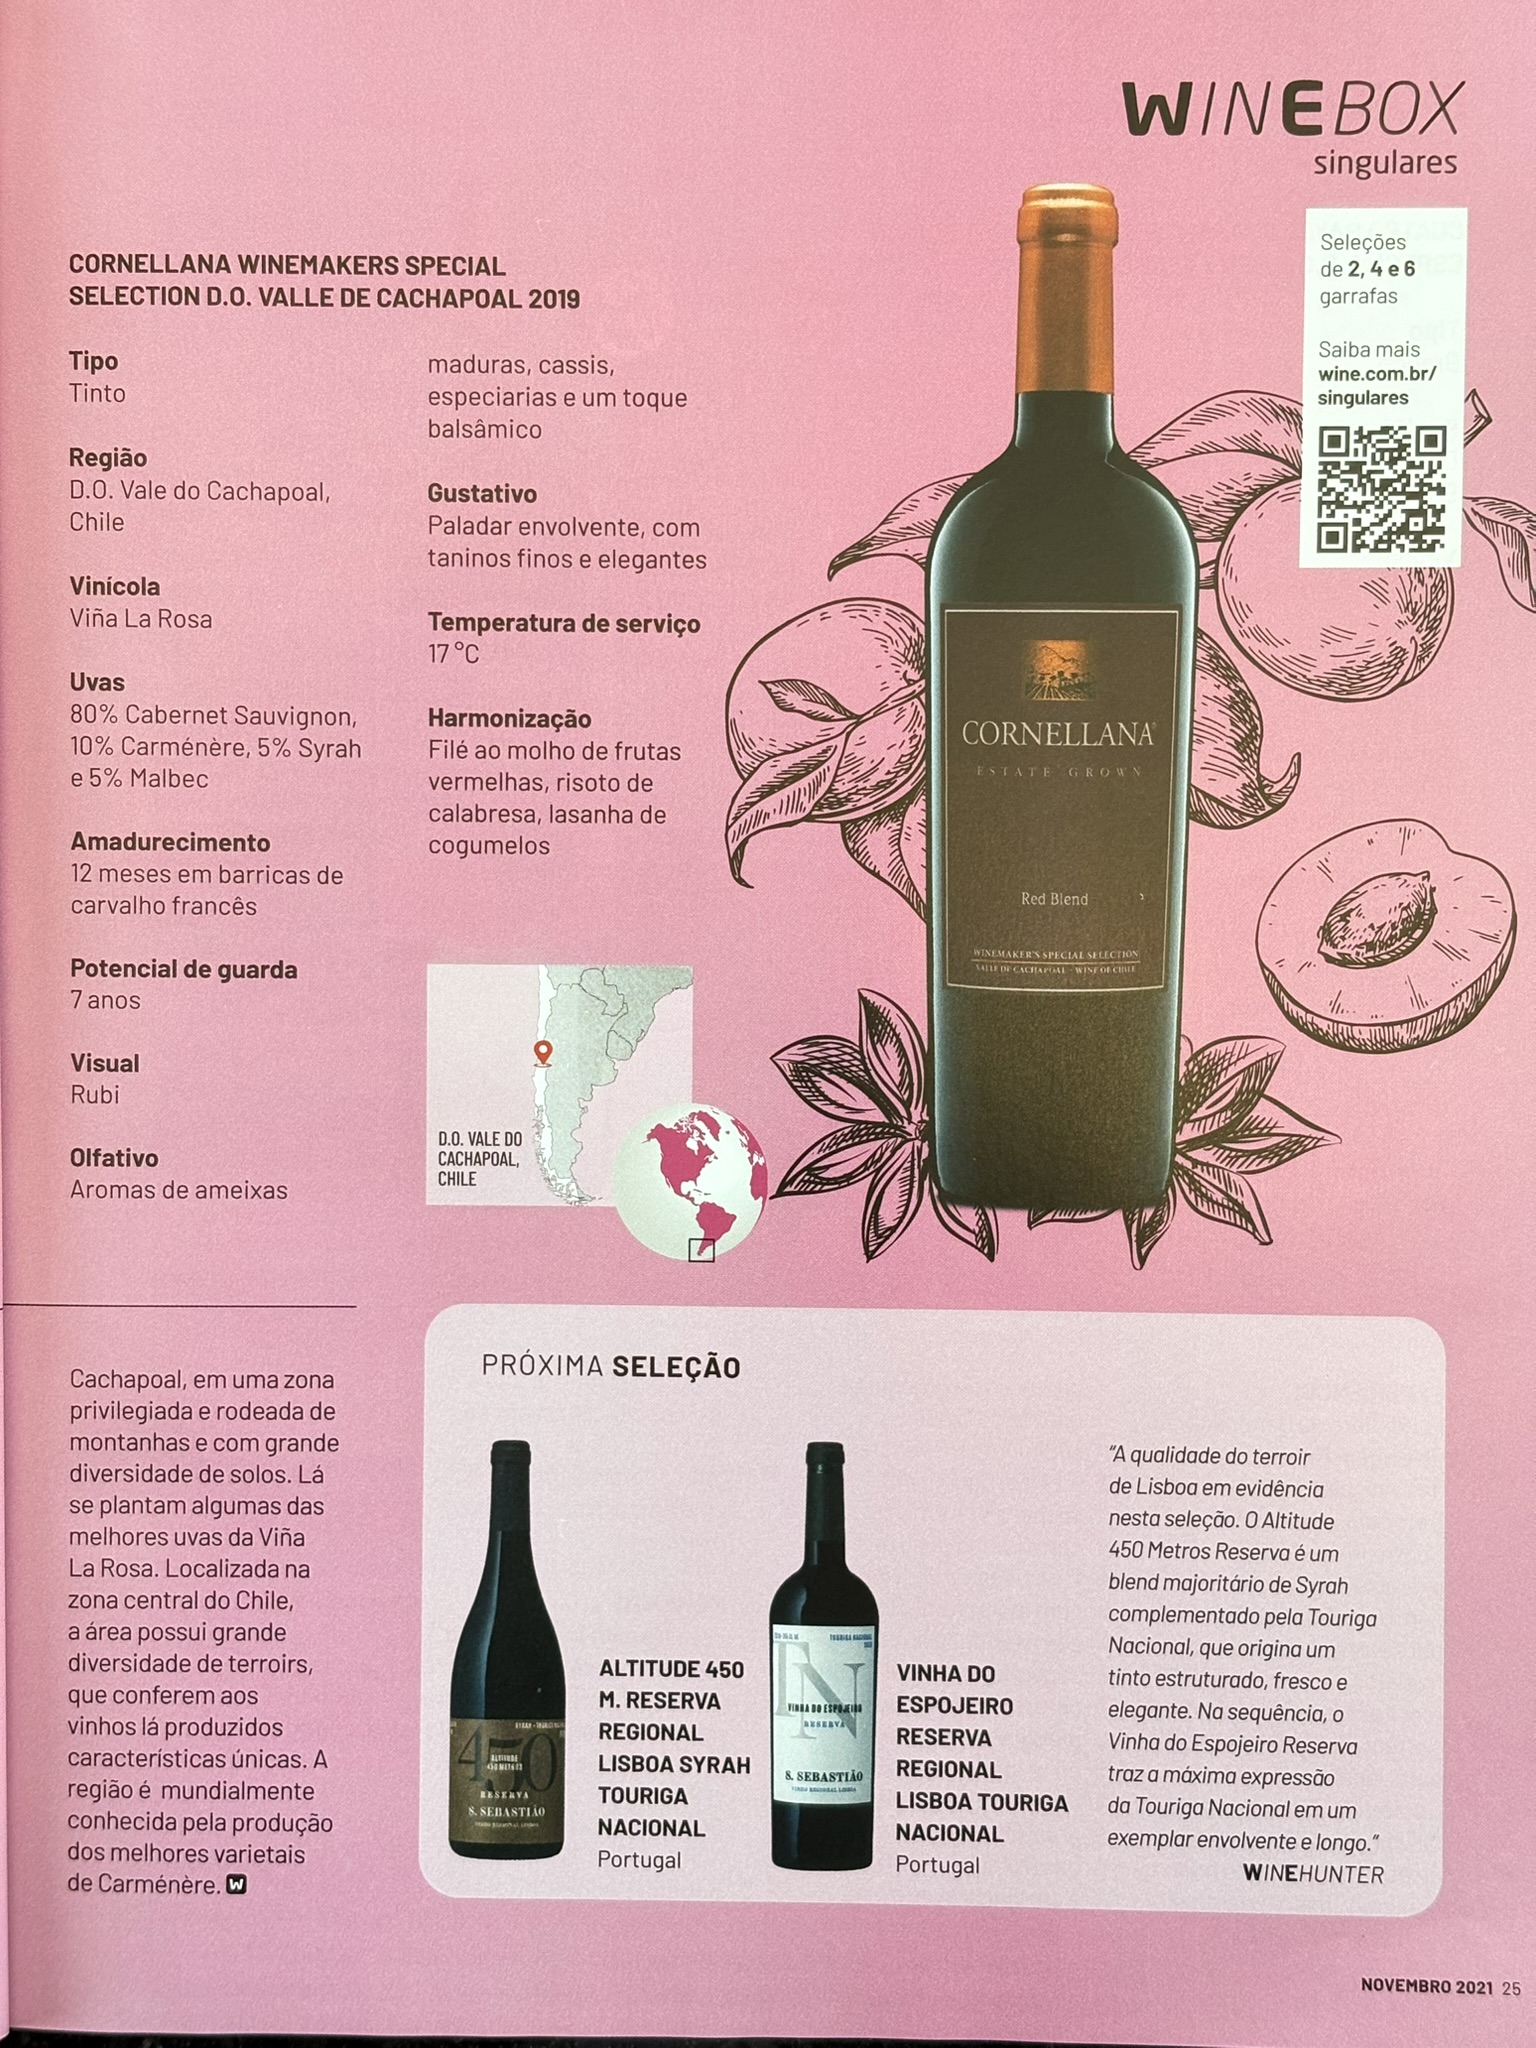 WINEBOX
singulares
Seleções
de 2, 4 e 6
garrafas
Saiba mais
wine.com.br/
singulares
CORNELLANA WINEMAKERS SPECIAL
SELECTION D.O. VALLE DE CACHAPOAL 2019
Tipo
Tinto
Região
D.O. Vale do Cachapoal,
Chile
Vinícola
Viña La Rosa
Uvas
80% Cabernet Sauvignon,
10% Carménère, 5% Syrah
e 5% Malbec
Amadurecimento
12 meses em barricas de
carvalho francês
Potencial de guarda
7 anos
Visual
Rubi
Olfativo
Aromas de ameixas
maduras, cassis,
especiarias e um toque
balsâmico
Gustativo
Paladar envolvente, com
taninos finos e elegantes
Temperatura de serviço
17 °C
Harmonização
Filé ao molho de frutas
vermelhas, risoto de
calabresa, lasanha de
cogumelos
D.O. VALE DO
CACHAPOAL,
CHILE
CORNELLANA®
ESTATE GROWN
Red Blend
WINEMAKER'S SPECIAL SELECTION
VALLE DE CACHAPOAL - WINE OF CHILE
Cachapoal, em uma zona
privilegiada e rodeada de
montanhas e com grande
diversidade de solos. Lá
se plantam algumas das
melhores uvas da Viña
La Rosa. Localizada na
zona central do Chile,
a área possui grande
diversidade de terroirs,
que conferem aos
vinhos lá produzidos
características únicas. A
região é mundialmente
conhecida pela produção
dos melhores varietais
de Carménère. W
PRÓXIMA SELEÇÃO
450
ALTITUDE
450 METROS
RESERVA
S. SEBASTIÃO
VINHO REGIONAL LISBOA
ALTITUDE 450
M. RESERVA
REGIONAL
LISBOA SYRAH
TOURIGA
NACIONAL
Portugal
TOURIGA NACIONAL
TN
VINHA DO ESPOJEIRO
RESERVA
S. SEBASTIÃO
VINHO REGIONAL LISBOA
VINHA DO
ESPOJEIRO
RESERVA
REGIONAL
LISBOA TOURIGA
NACIONAL
Portugal
"A qualidade do terroir
de Lisboa em evidência
nesta seleção. O Altitude
450 Metros Reserva é um
blend majoritário de Syrah
complementado pela Touriga
Nacional, que origina um
tinto estruturado, fresco e
elegante. Na sequência, o
Vinha do Espojeiro Reserva
traz a máxima expressão
da Touriga Nacional em um
exemplar envolvente e longo."
WINEHUNTER
NOVEMBRO 2021 25